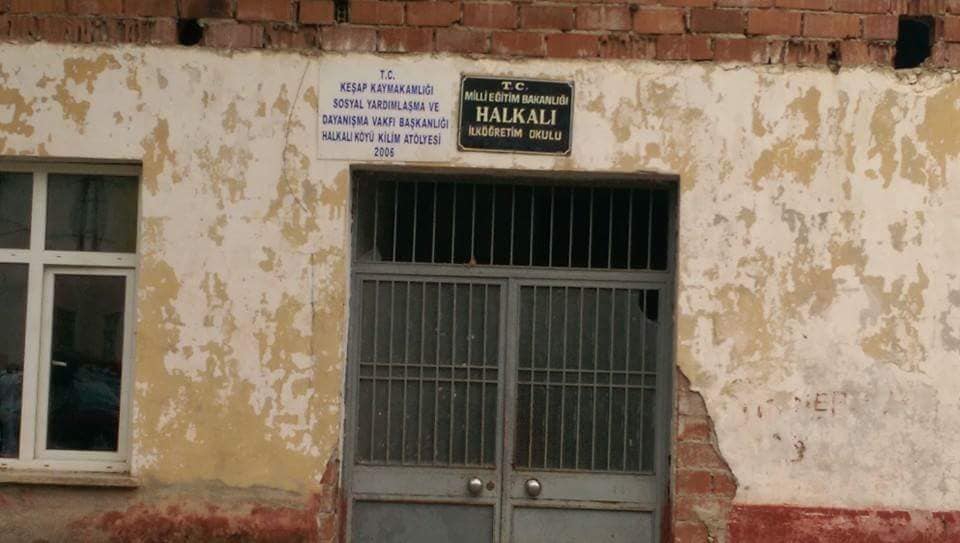 T.C.
KEŞAP KAYMAKAMLIĞI
SOSYAL YARDIMLAŞMA VE
DAYANIŞMA VAKFI BAŞKANLIĞI
HALKALI KÖYÜ KİLİM ATÖLYESİ
2005
T.C.
MİLLİ EĞİTİM BAKANLIĞI
HALKALI
İLKÖĞRETİM OKULU